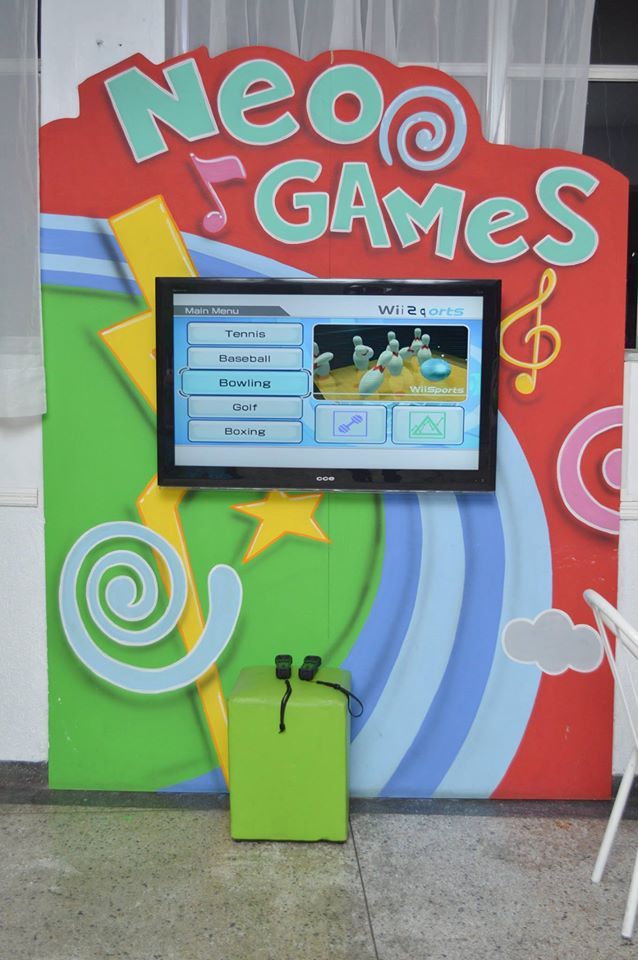 Neo
GAMeS
Main Menu
Wii Sports
Tennis
Baseball
Bowling
Golf
Boxing
WiiSports
cce